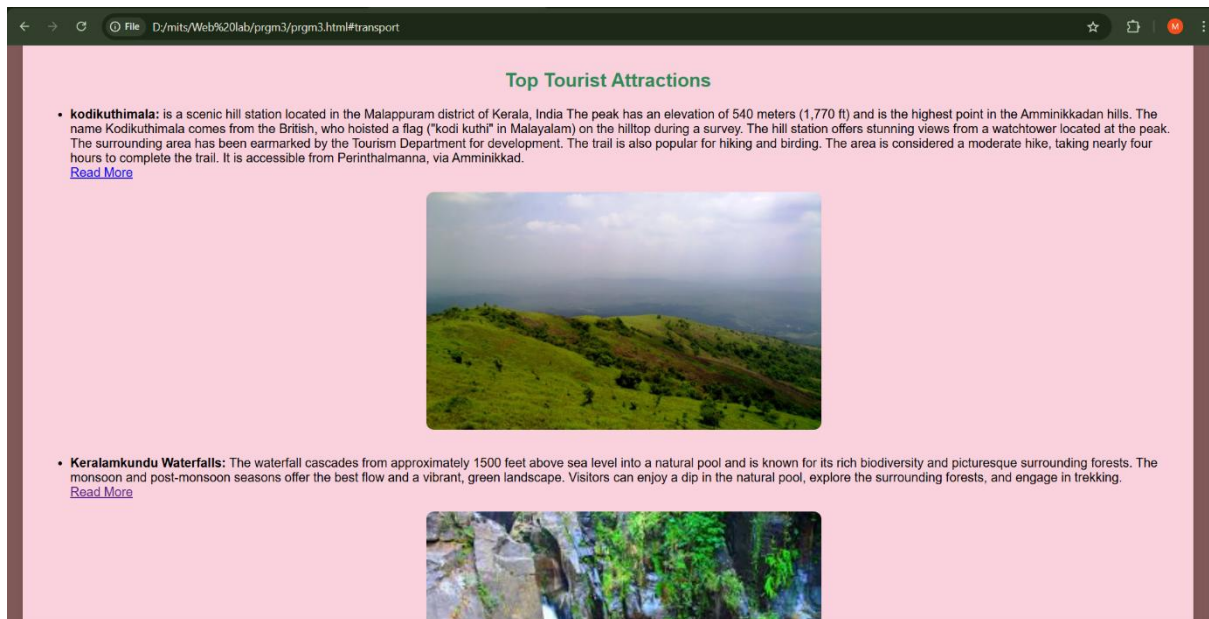 File D:/mits/Web%20lab/prgm3/prgm3.html#transport
M
Top Tourist Attractions
• kodikuthimala: is a scenic hill station located in the Malappuram district of Kerala, India The peak has an elevation of 540 meters (1,770 ft) and is the highest point in the Amminikkadan hills. The
name Kodikuthimala comes from the British, who hoisted a flag ("kodi kuthi" in Malayalam) on the hilltop during a survey. The hill station offers stunning views from a watchtower located at the peak.
The surrounding area has been earmarked by the Tourism Department for development. The trail is also popular for hiking and birding. The area is considered a moderate hike, taking nearly four
hours to complete the trail. It is accessible from Perinthalmanna, via Amminikkad.
Read More
• Keralamkundu Waterfalls: The waterfall cascades from approximately 1500 feet above sea level into a natural pool and is known for its rich biodiversity and picturesque surrounding forests. The
monsoon and post-monsoon seasons offer the best flow and a vibrant, green landscape. Visitors can enjoy a dip in the natural pool, explore the surrounding forests, and engage in trekking.
Read More